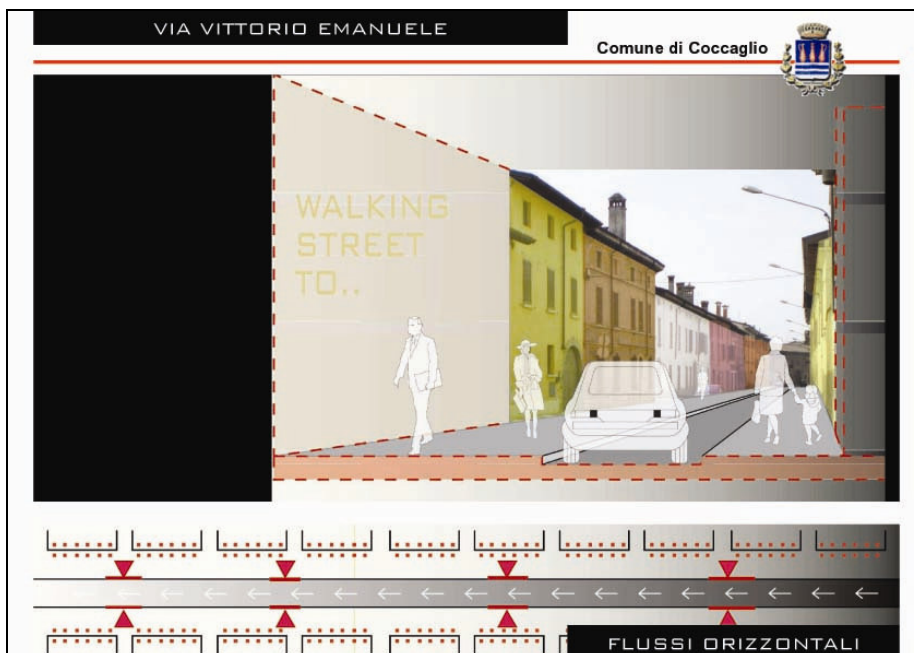 VIA VITTORIO EMANUELE
Comune di Coccaglio
WALKING
STREET
TO..
FLUSSI ORIZZONTALI